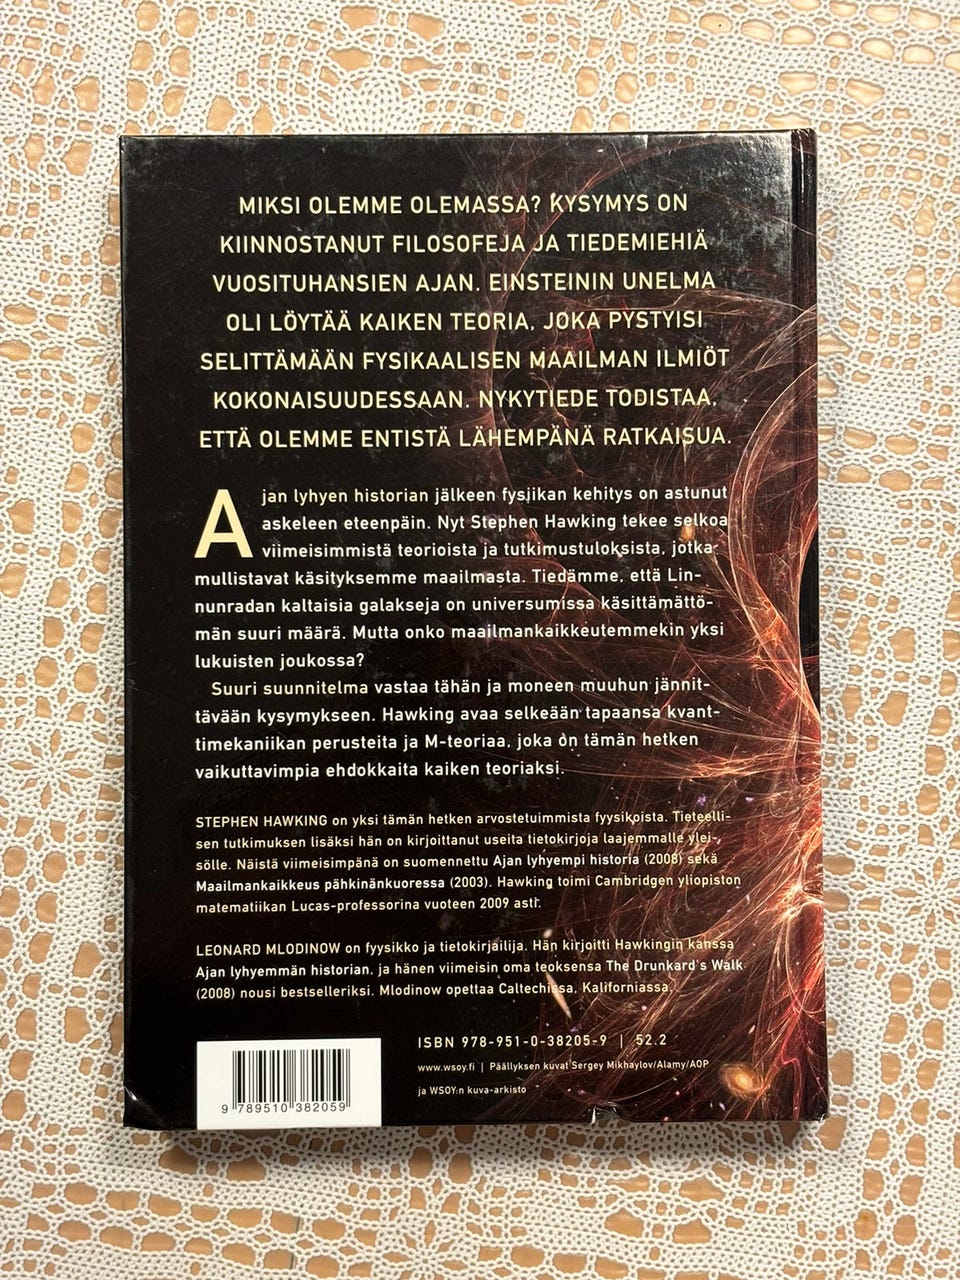 MIKSI OLEMME OLEMASSA? KYSYMYS ON
KIINNOSTANUT FILOSOFEJA JA TIEDEMIEHIÄ
VUOSITUHANSIEN AJAN. EINSTEININ UNELMA
OLI LÖYTÄÄ KAIKEN TEORIA, JOKA PYSTYISI
SELITTÄMÄÄN FYSIKAALISEN MAAILMAN ILMIÖT
KOKONAISUUDESSAAN. NYKYTIEDE TODISTAA,
ETTÄ OLEMME ENTISTÄ LÄHEMPÄNÄ RATKAISUA.
Ajan lyhyen historian jälkeen fysiikan kehitys on astunut
askeleen eteenpäin. Nyt Stephen Hawking tekee selkoa
viimeisimmistä teorioista ja tutkimustuloksista, jotka
mullistavat käsityksemme maailmasta. Tiedämme, että Lin-
nunradan kaltaisia galakseja on universumissa käsittämättö-
män suuri määrä. Mutta onko maailmankaikkeutemmekin yksi
lukuisten joukossa?
Suuri suunnitelma vastaa tähän ja moneen muuhun jännit-
tävään kysymykseen. Hawking avaa selkeään tapaansa kvant-
timekaniikan perusteita ja M-teoriaa, joka on tämän hetken
vaikuttavimpia ehdokkaita kaiken teoriaksi.
STEPHEN HAWKING on yksi tämän hetken arvostetuimmista fyysikoista. Tieteelli-
sen tutkimuksen lisäksi hän on kirjoittanut useita tietokirjoja laajemmalle ylei-
sölle. Näistä viimeisimpänä on suomennettu Ajan lyhyempi historia (2008) sekä
Maailmankaikkeus pähkinänkuoressa (2003). Hawking toimi Cambridgen yliopiston
matematiikan Lucas-professorina vuoteen 2009 asti.
LEONARD MLODINOW on fyysikko ja tietokirjailija. Hän kirjoitti Hawkingin kanssa
Ajan lyhyemmän historian, ja hänen viimeisin oma teoksensa The Drunkard's Walk
(2008) nousi bestselleriksi. Mlodinow opettaa Caltechissa, Kaliforniassa.
ISBN 978-951-0-38205-9 | 52.2
www.wsoy.fi | Päällyksen kuvat Sergey Mikhaylov/Alamy/AOP
ja WSOY:n kuva-arkisto
9 789510 382059